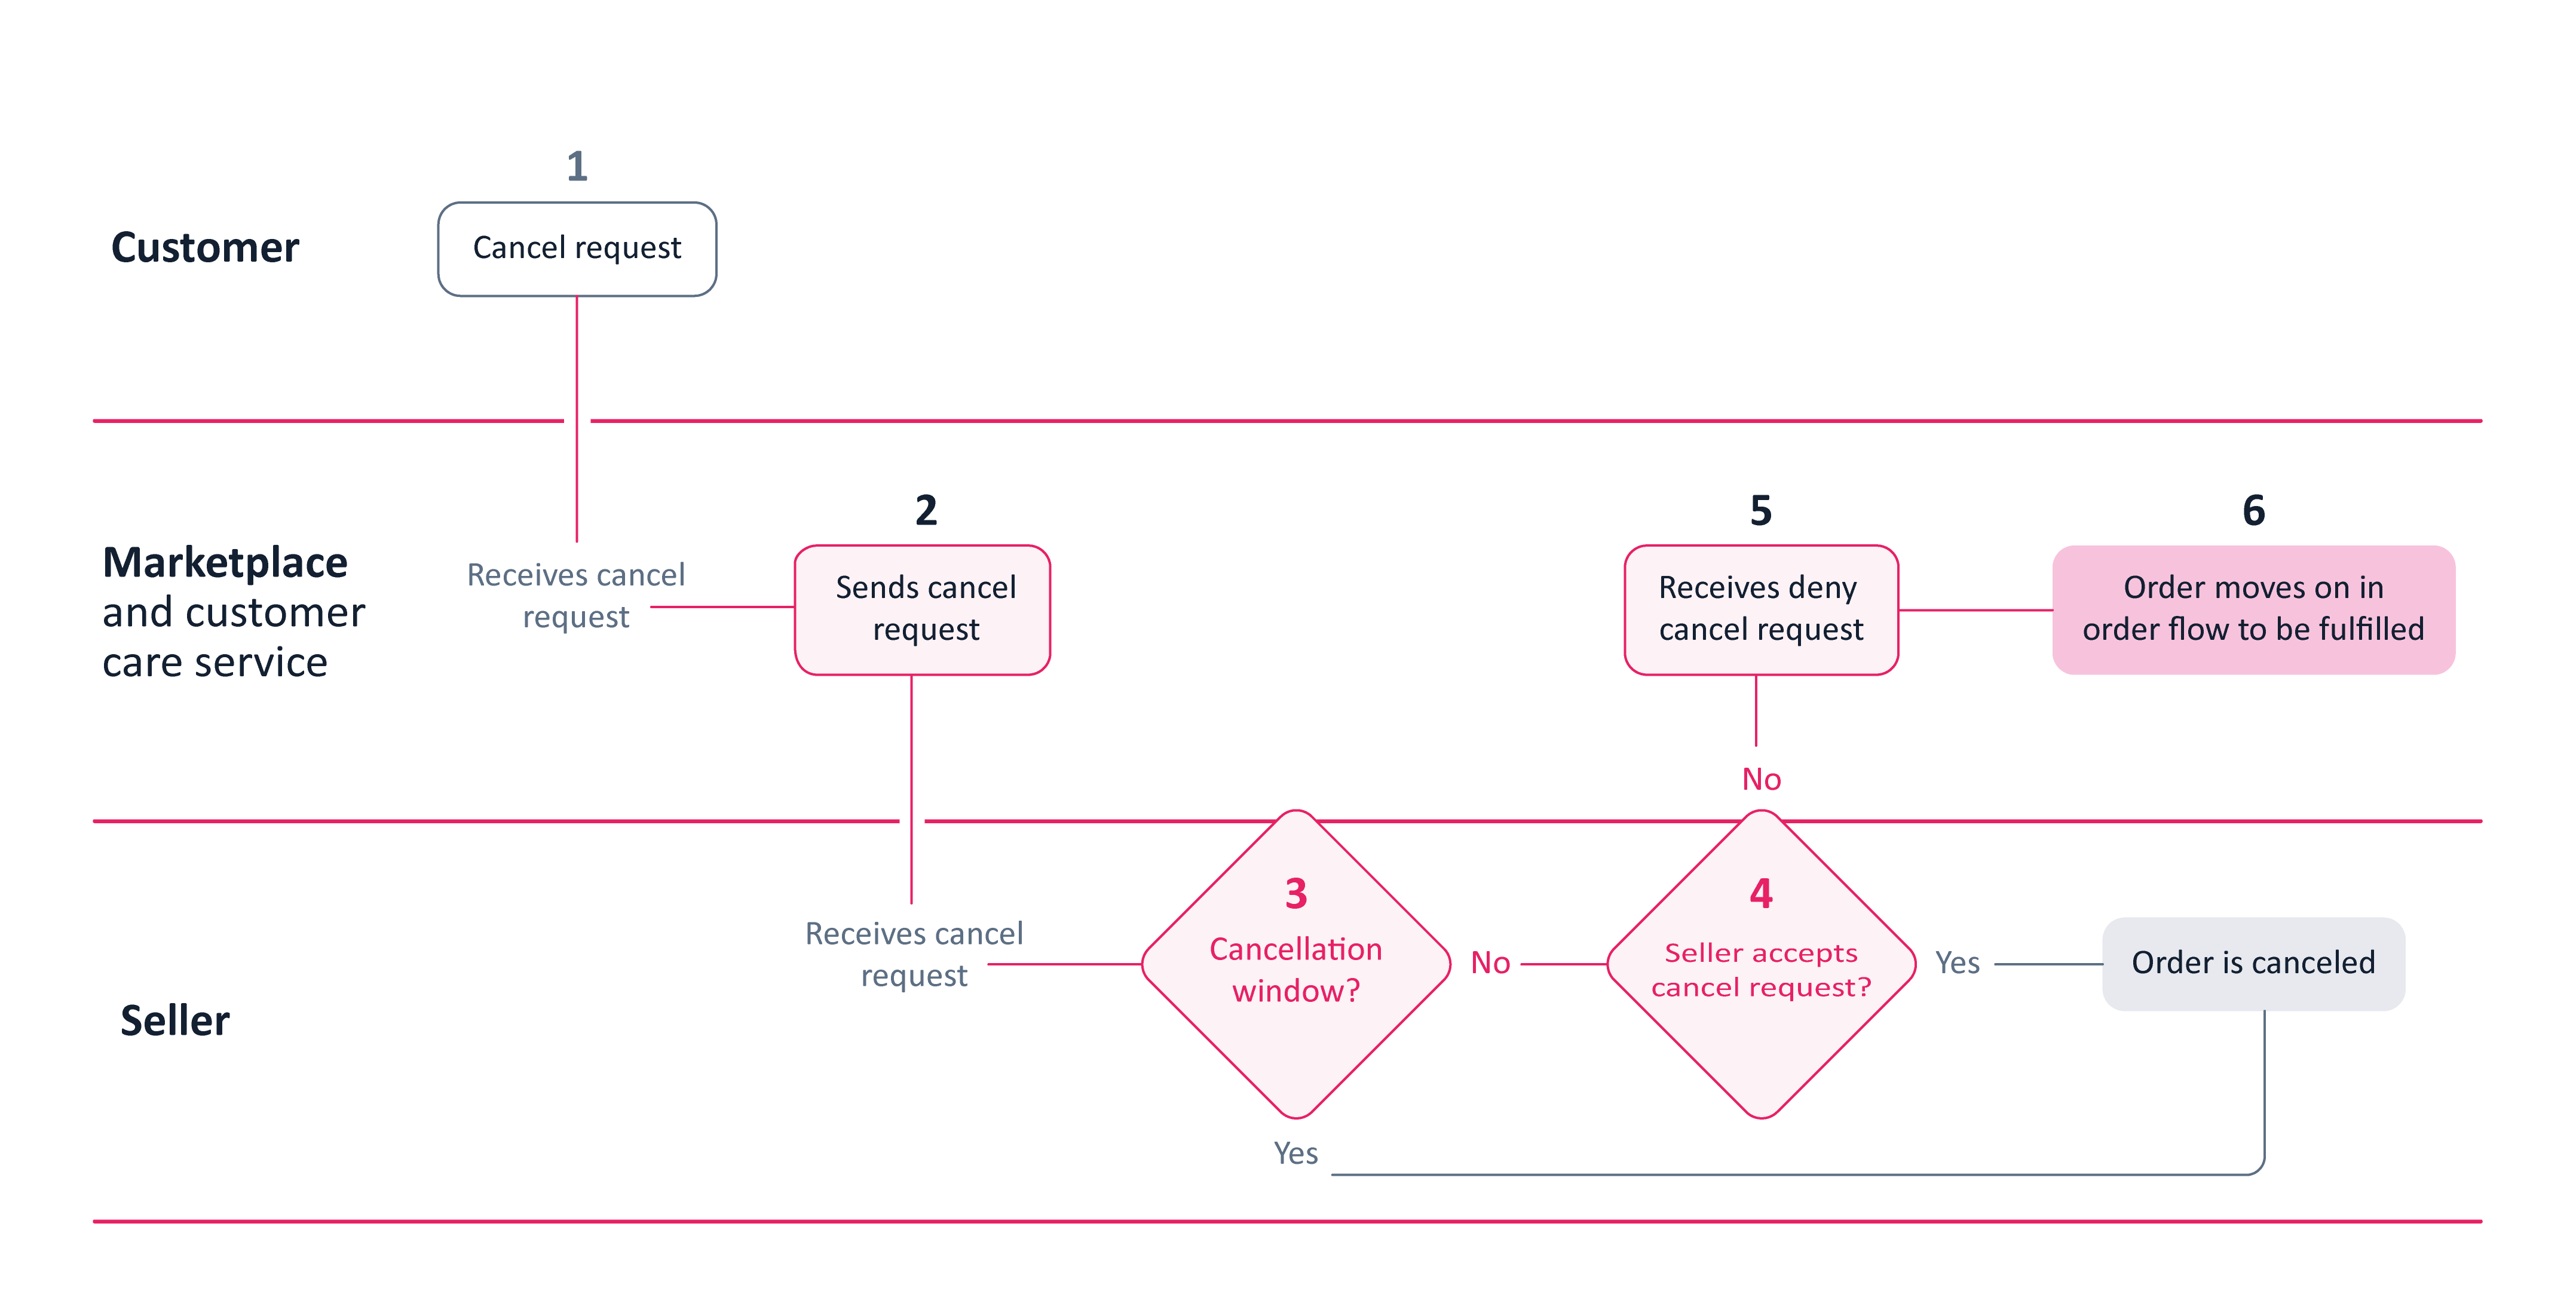 1
Customer
Cancel request
2
5
6
Marketplace
and customer
care service
Receives cancel
request
Sends cancel
request
Receives deny
cancel request
Order moves on in
order flow to be fulfilled
No
Seller
Receives cancel
request
3
Cancellation
window?
No
4
Seller accepts
cancel request?
Yes
Order is canceled
Yes